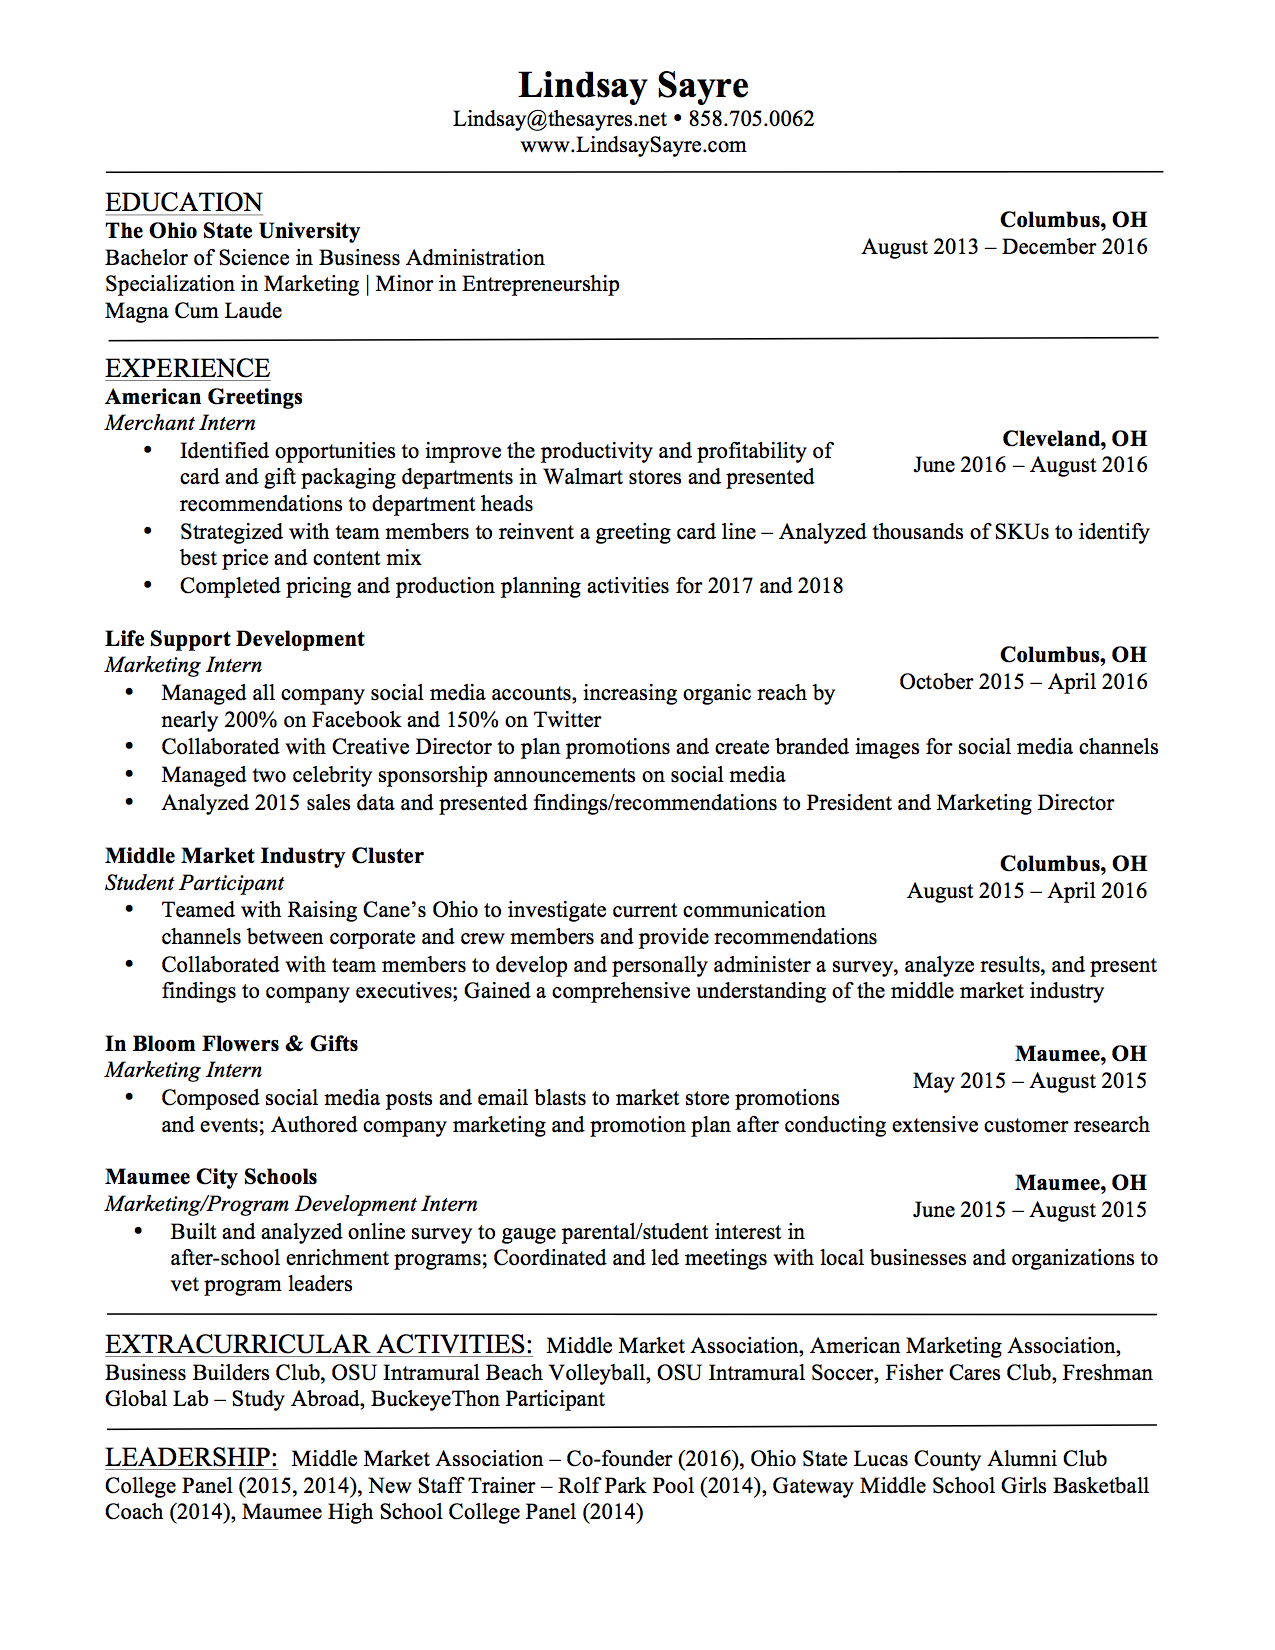 Lindsay Sayre
Lindsay@thesayres.net • 858.705.0062
www.LindsaySayre.com
EDUCATION
The Ohio State University
Columbus, OH
Bachelor of Science in Business Administration
August 2013 – December 2016
Specialization in Marketing | Minor in Entrepreneurship
Magna Cum Laude
EXPERIENCE
American Greetings
Merchant Intern
Cleveland, OH
June 2016 – August 2016
• Identified opportunities to improve the productivity and profitability of
card and gift packaging departments in Walmart stores and presented
recommendations to department heads
• Strategized with team members to reinvent a greeting card line – Analyzed thousands of SKUs to identify
best price and content mix
• Completed pricing and production planning activities for 2017 and 2018
Life Support Development
Marketing Intern
Columbus, OH
October 2015 – April 2016
• Managed all company social media accounts, increasing organic reach by
nearly 200% on Facebook and 150% on Twitter
• Collaborated with Creative Director to plan promotions and create branded images for social media channels
• Managed two celebrity sponsorship announcements on social media
• Analyzed 2015 sales data and presented findings/recommendations to President and Marketing Director
Middle Market Industry Cluster
Student Participant
Columbus, OH
August 2015 – April 2016
• Teamed with Raising Cane’s Ohio to investigate current communication
channels between corporate and crew members and provide recommendations
• Collaborated with team members to develop and personally administer a survey, analyze results, and present
findings to company executives; Gained a comprehensive understanding of the middle market industry
In Bloom Flowers & Gifts
Marketing Intern
Maumee, OH
May 2015 – August 2015
• Composed social media posts and email blasts to market store promotions
and events; Authored company marketing and promotion plan after conducting extensive customer research
Maumee City Schools
Marketing/Program Development Intern
Maumee, OH
June 2015 – August 2015
• Built and analyzed online survey to gauge parental/student interest in
after-school enrichment programs; Coordinated and led meetings with local businesses and organizations to
vet program leaders
EXTRACURRICULAR ACTIVITIES: Middle Market Association, American Marketing Association,
Business Builders Club, OSU Intramural Beach Volleyball, OSU Intramural Soccer, Fisher Cares Club, Freshman
Global Lab – Study Abroad, BuckeyeThon Participant
LEADERSHIP: Middle Market Association – Co-founder (2016), Ohio State Lucas County Alumni Club
College Panel (2015, 2014), New Staff Trainer – Rolf Park Pool (2014), Gateway Middle School Girls Basketball
Coach (2014), Maumee High School College Panel (2014)